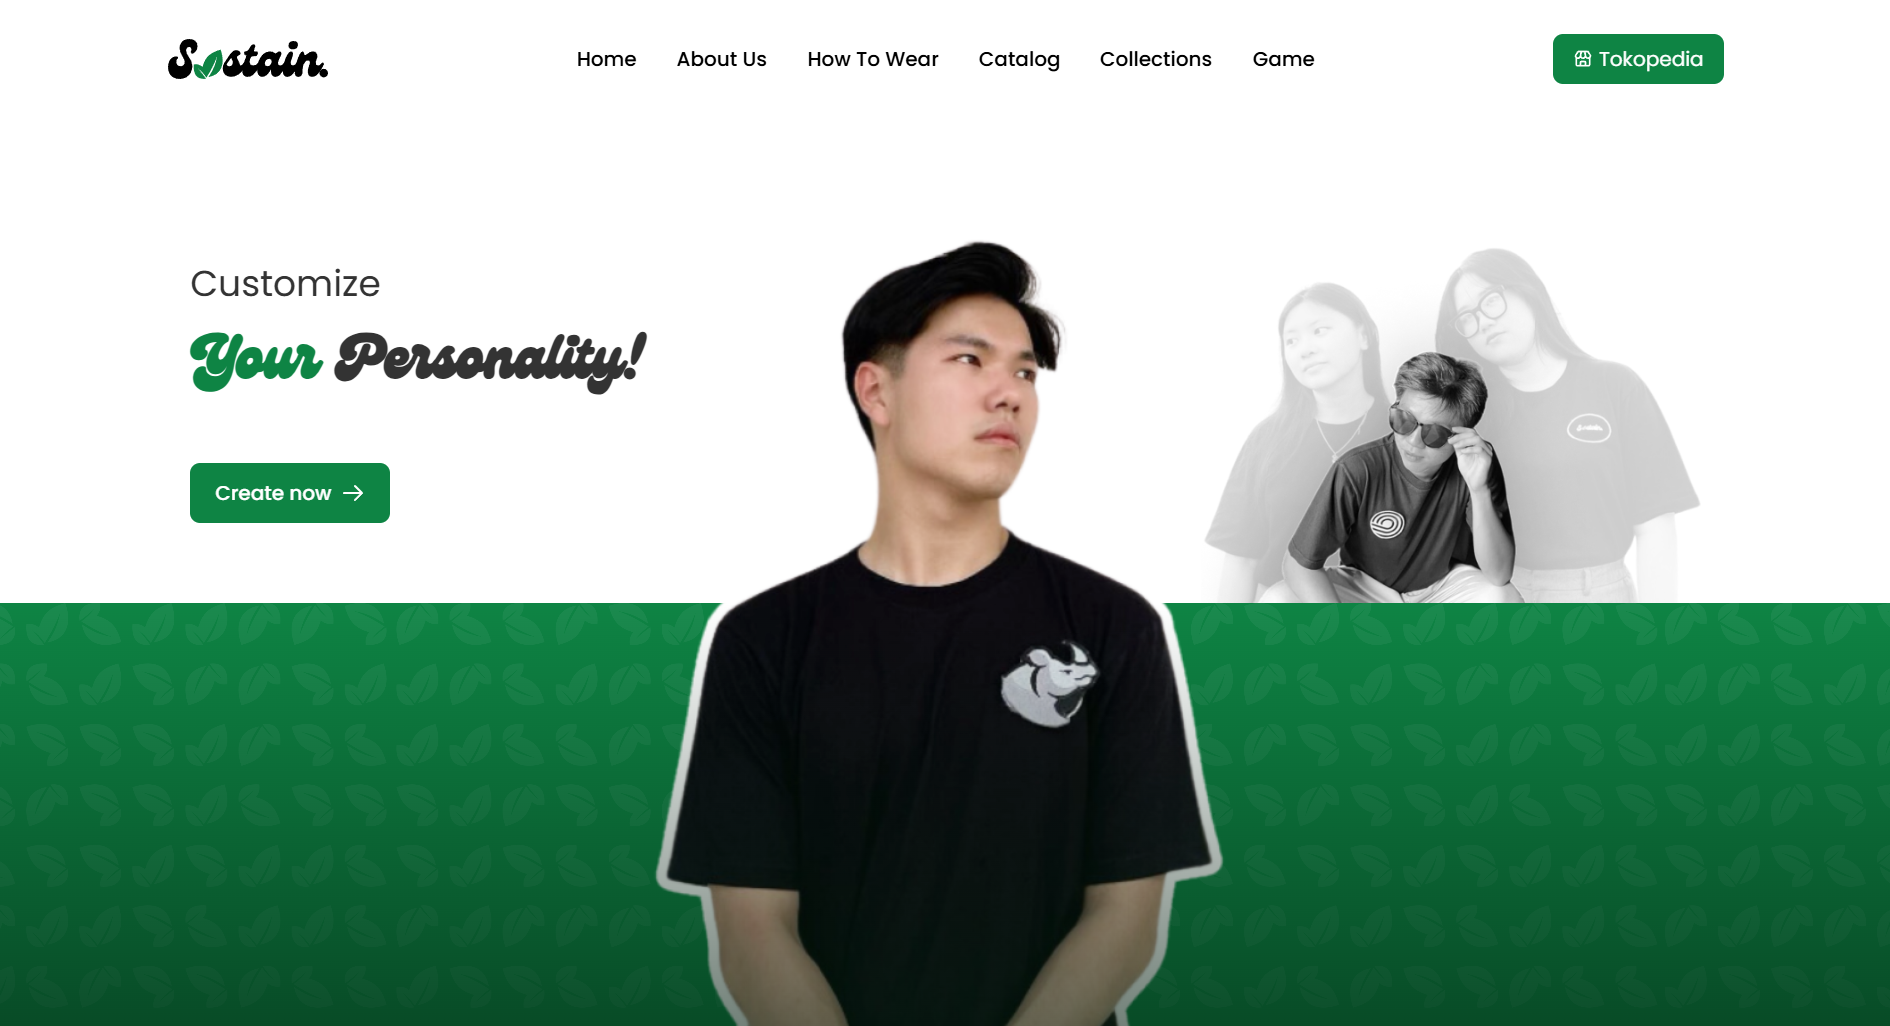 Sustain.
Home
About Us
How To Wear
Catalog
Collections
Game
Tokopedia
Customize
Your Personality!
Create now